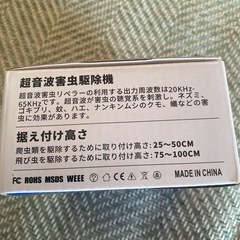 超音波害虫駆除機
超音波害虫リペラーの利用する出力周波数は20KHz-
65KHzです。超音波が害虫の聴覚系を刺激し。ネズミ、
ゴキブリ、蚊、ハエ、ナンキンムシのクモ、蟻などの害虫
に当てます。
据え付け高さ
爬虫類を駆除するために取り付け高さ:25～50CM
飛び虫を駆除するために取り付け高さ:75～100CM
CE ROHS MSDS WEEE MADE IN CHINA